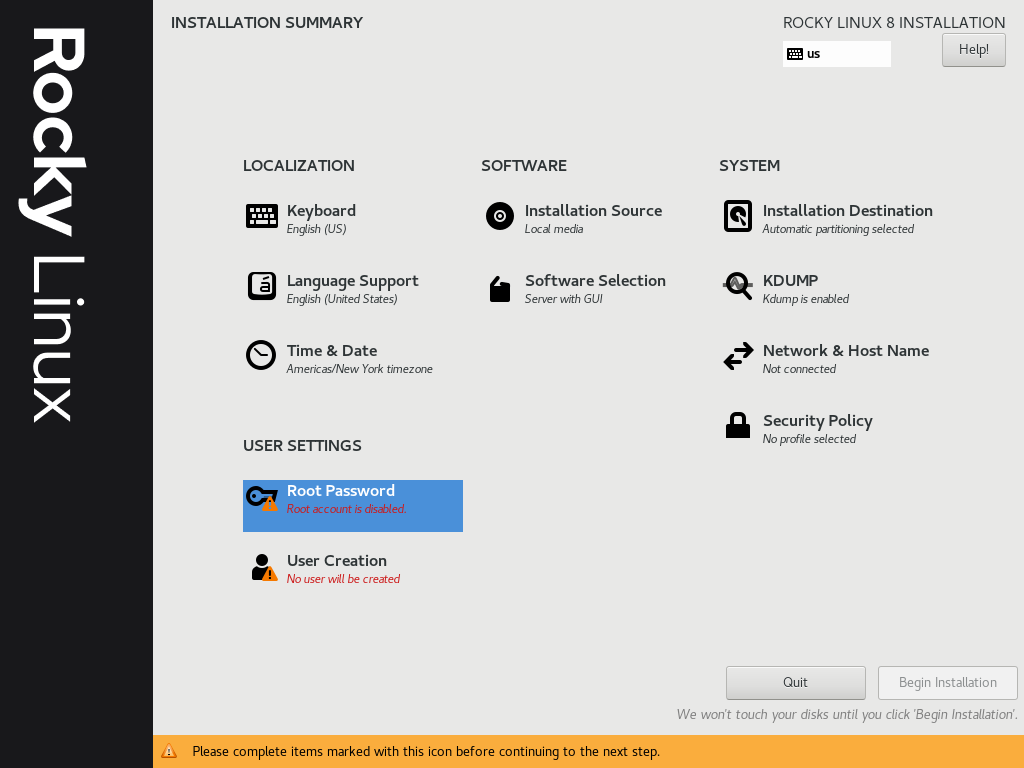 Rocky Linux
INSTALLATION SUMMARY
ROCKY LINUX 8 INSTALLATION
us
Help!
LOCALIZATION
Keyboard
English (US)
Language Support
English (United States)
Time & Date
Americas/New York timezone
SOFTWARE
Installation Source
Local media
Software Selection
Server with GUI
SYSTEM
Installation Destination
Automatic partitioning selected
KDUMP
Kdump is enabled
Network & Host Name
Not connected
Security Policy
No profile selected
USER SETTINGS
Root Password
Root account is disabled.
User Creation
No user will be created
Quit
Begin Installation
We won't touch your disks until you click 'Begin Installation'.
Please complete items marked with this icon before continuing to the next step.